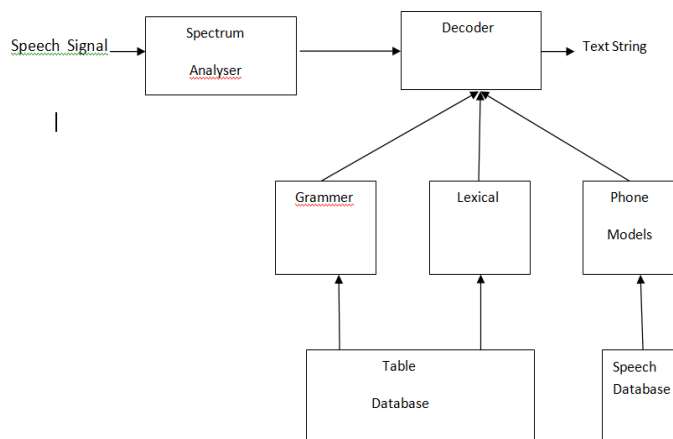 Speech Signal
Spectrum
Analyser
Decoder
Text String
Grammer
Lexical
Phone
Models
Table
Database
Speech
Database